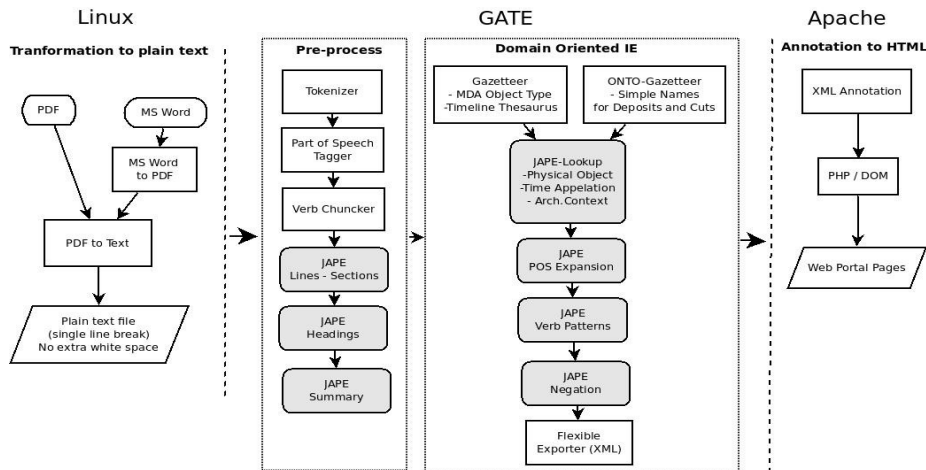 Linux
Tranformation to plain text
PDF
MS Word
MS Word
to PDF
PDF to Text
Plain text file
(single line break)
No extra white space
GATE
Pre-process
Tokenizer
Part of Speech
Tagger
Verb Chuncker
JAPE
Lines - Sections
JAPE
Headings
JAPE
Summary
Domain Oriented IE
Gazetteer
- MDA Object Type
-Timeline Thesaurus
ONTO-Gazetteer
- Simple Names
for Deposits and Cuts
JAPE-Lookup
-Physical Object
-Time Appelation
- Arch.Context
JAPE
POS Expansion
JAPE
Verb Patterns
JAPE
Negation
Flexible
Exporter (XML)
Apache
Annotation to HTML
XML Annotation
PHP / DOM
Web Portal Pages